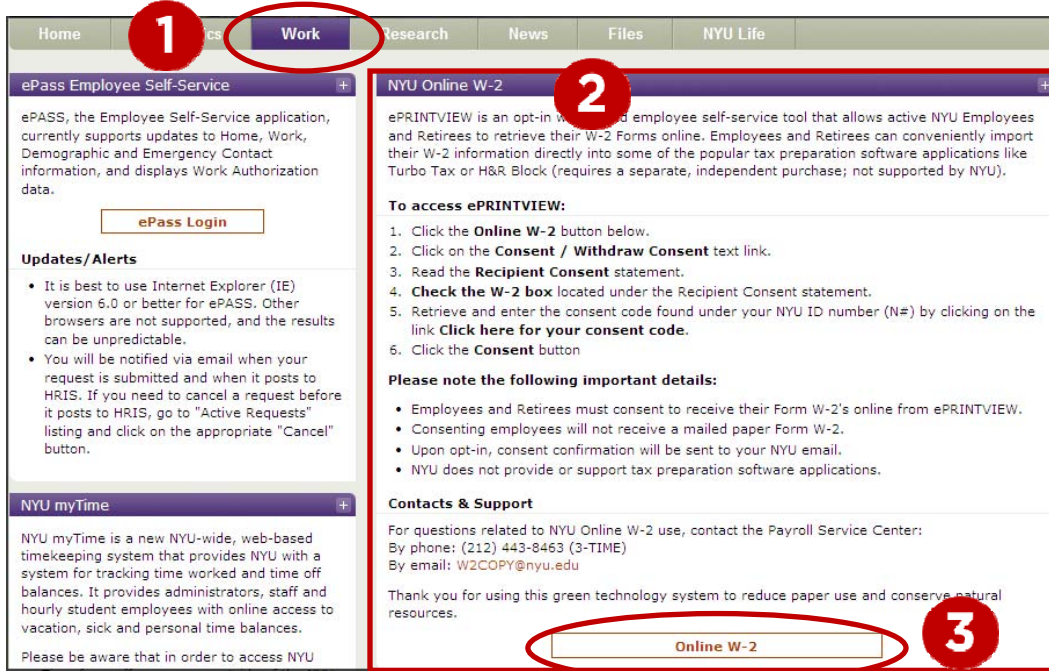 Home
cs
Work
Research
News
Files
NYU Life
1
ePass Employee Self-Service +
ePASS, the Employee Self-Service application,
currently supports updates to Home, Work,
Demographic and Emergency Contact
information, and displays Work Authorization
data.
ePass Login
Updates/Alerts
• It is best to use Internet Explorer (IE)
version 6.0 or better for ePASS. Other
browsers are not supported, and the results
can be unpredictable.
• You will be notified via email when your
request is submitted and when it posts to
HRIS. If you need to cancel a request before
it posts to HRIS, go to "Active Requests"
listing and click on the appropriate "Cancel"
button.
NYU myTime +
NYU myTime is a new NYU-wide, web-based
timekeeping system that provides NYU with a
system for tracking time worked and time off
balances. It provides administrators, staff and
hourly student employees with online access to
vacation, sick and personal time balances.
Please be aware that in order to access NYU
NYU Online W-2 +
2
ePRINTVIEW is an opt-in w d employee self-service tool that allows active NYU Employees
and Retirees to retrieve their W-2 Forms online. Employees and Retirees can conveniently import
their W-2 information directly into some of the popular tax preparation software applications like
Turbo Tax or H&R Block (requires a separate, independent purchase; not supported by NYU).
To access ePRINTVIEW:
1. Click the Online W-2 button below.
2. Click on the Consent / Withdraw Consent text link.
3. Read the Recipient Consent statement.
4. Check the W-2 box located under the Recipient Consent statement.
5. Retrieve and enter the consent code found under your NYU ID number (N#) by clicking on the
link Click here for your consent code.
6. Click the Consent button
Please note the following important details:
• Employees and Retirees must consent to receive their Form W-2's online from ePRINTVIEW.
• Consenting employees will not receive a mailed paper Form W-2.
• Upon opt-in, consent confirmation will be sent to your NYU email.
• NYU does not provide or support tax preparation software applications.
Contacts & Support
For questions related to NYU Online W-2 use, contact the Payroll Service Center:
By phone: (212) 443-8463 (3-TIME)
By email: W2COPY@nyu.edu
Thank you for using this green technology system to reduce paper use and conserve natural
resources.
Online W-2
3